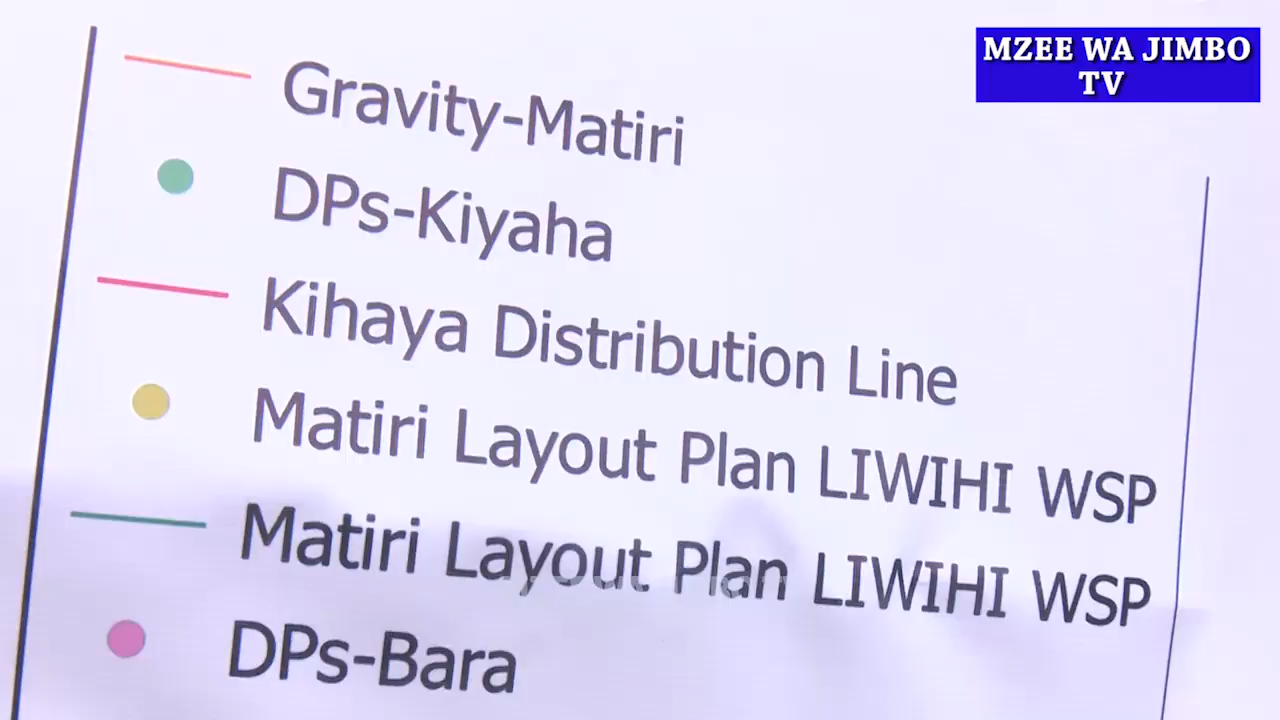 MZEE WA JIMBO
TV
Gravity-Matiri
DPs-Kiyaha
Kihaya Distribution Line
Matiri Layout Plan LIWIHI WSP
Matiri Layout Plan LIWIHI WSP
DPs-Bara